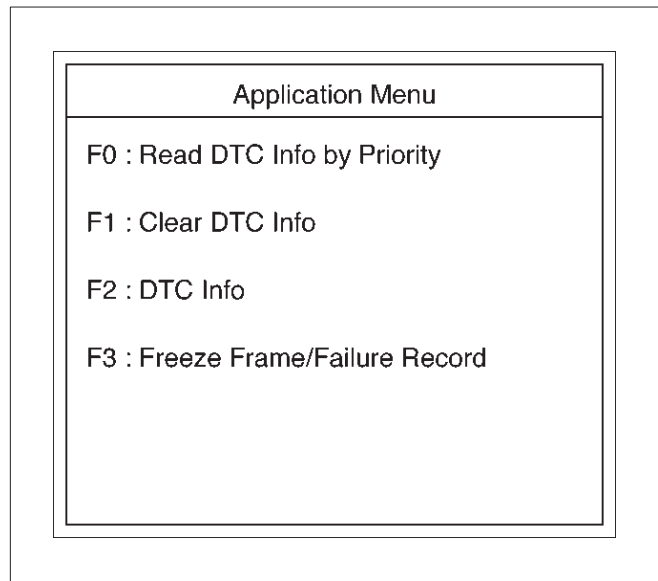 Application Menu
F0 : Read DTC Info by Priority
F1 : Clear DTC Info
F2 : DTC Info
F3 : Freeze Frame/Failure Record